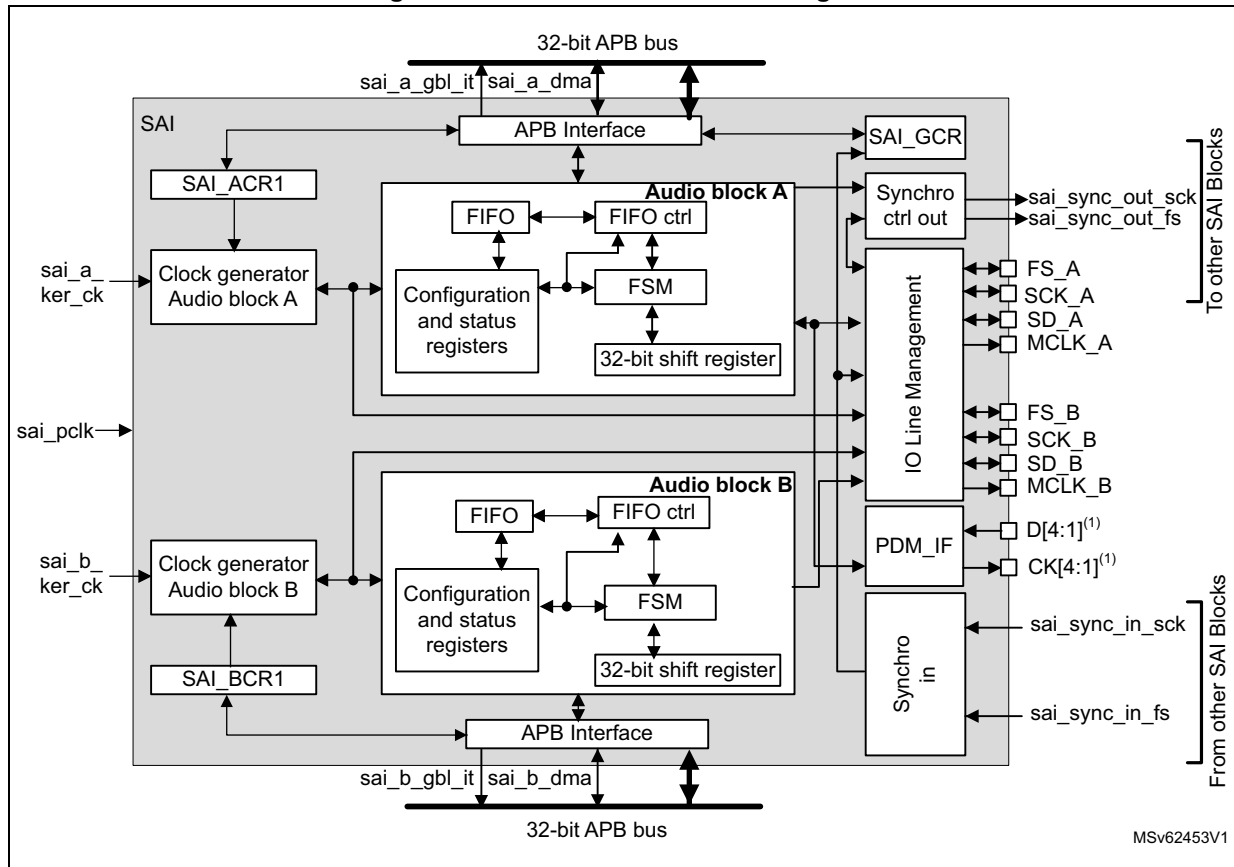 32-bit APB bus
sai_a_gbl_it
sai_a_dma
SAI
APB Interface
SAI_GCR
SAI_ACR1
Audio block A
Synchro
ctrl out
sai_sync_out_sck
sai_sync_out_fs
To other SAI Blocks
FIFO
FIFO ctrl
sai_a_
ker_ck
Clock generator
Audio block A
Configuration
and status
registers
FSM
32-bit shift register
IO Line Management
FS_A
SCK_A
SD_A
MCLK_A
sai_pclk
FS_B
SCK_B
SD_B
MCLK_B
Audio block B
FIFO
FIFO ctrl
sai_b_
ker_ck
Clock generator
Audio block B
Configuration
and status
registers
FSM
32-bit shift register
PDM_IF
D[4:1](1)
CK[4:1](1)
SAI_BCR1
Synchro
in
sai_sync_in_sck
sai_sync_in_fs
From other SAI Blocks
APB Interface
sai_b_gbl_it
sai_b_dma
32-bit APB bus
MSv62453V1